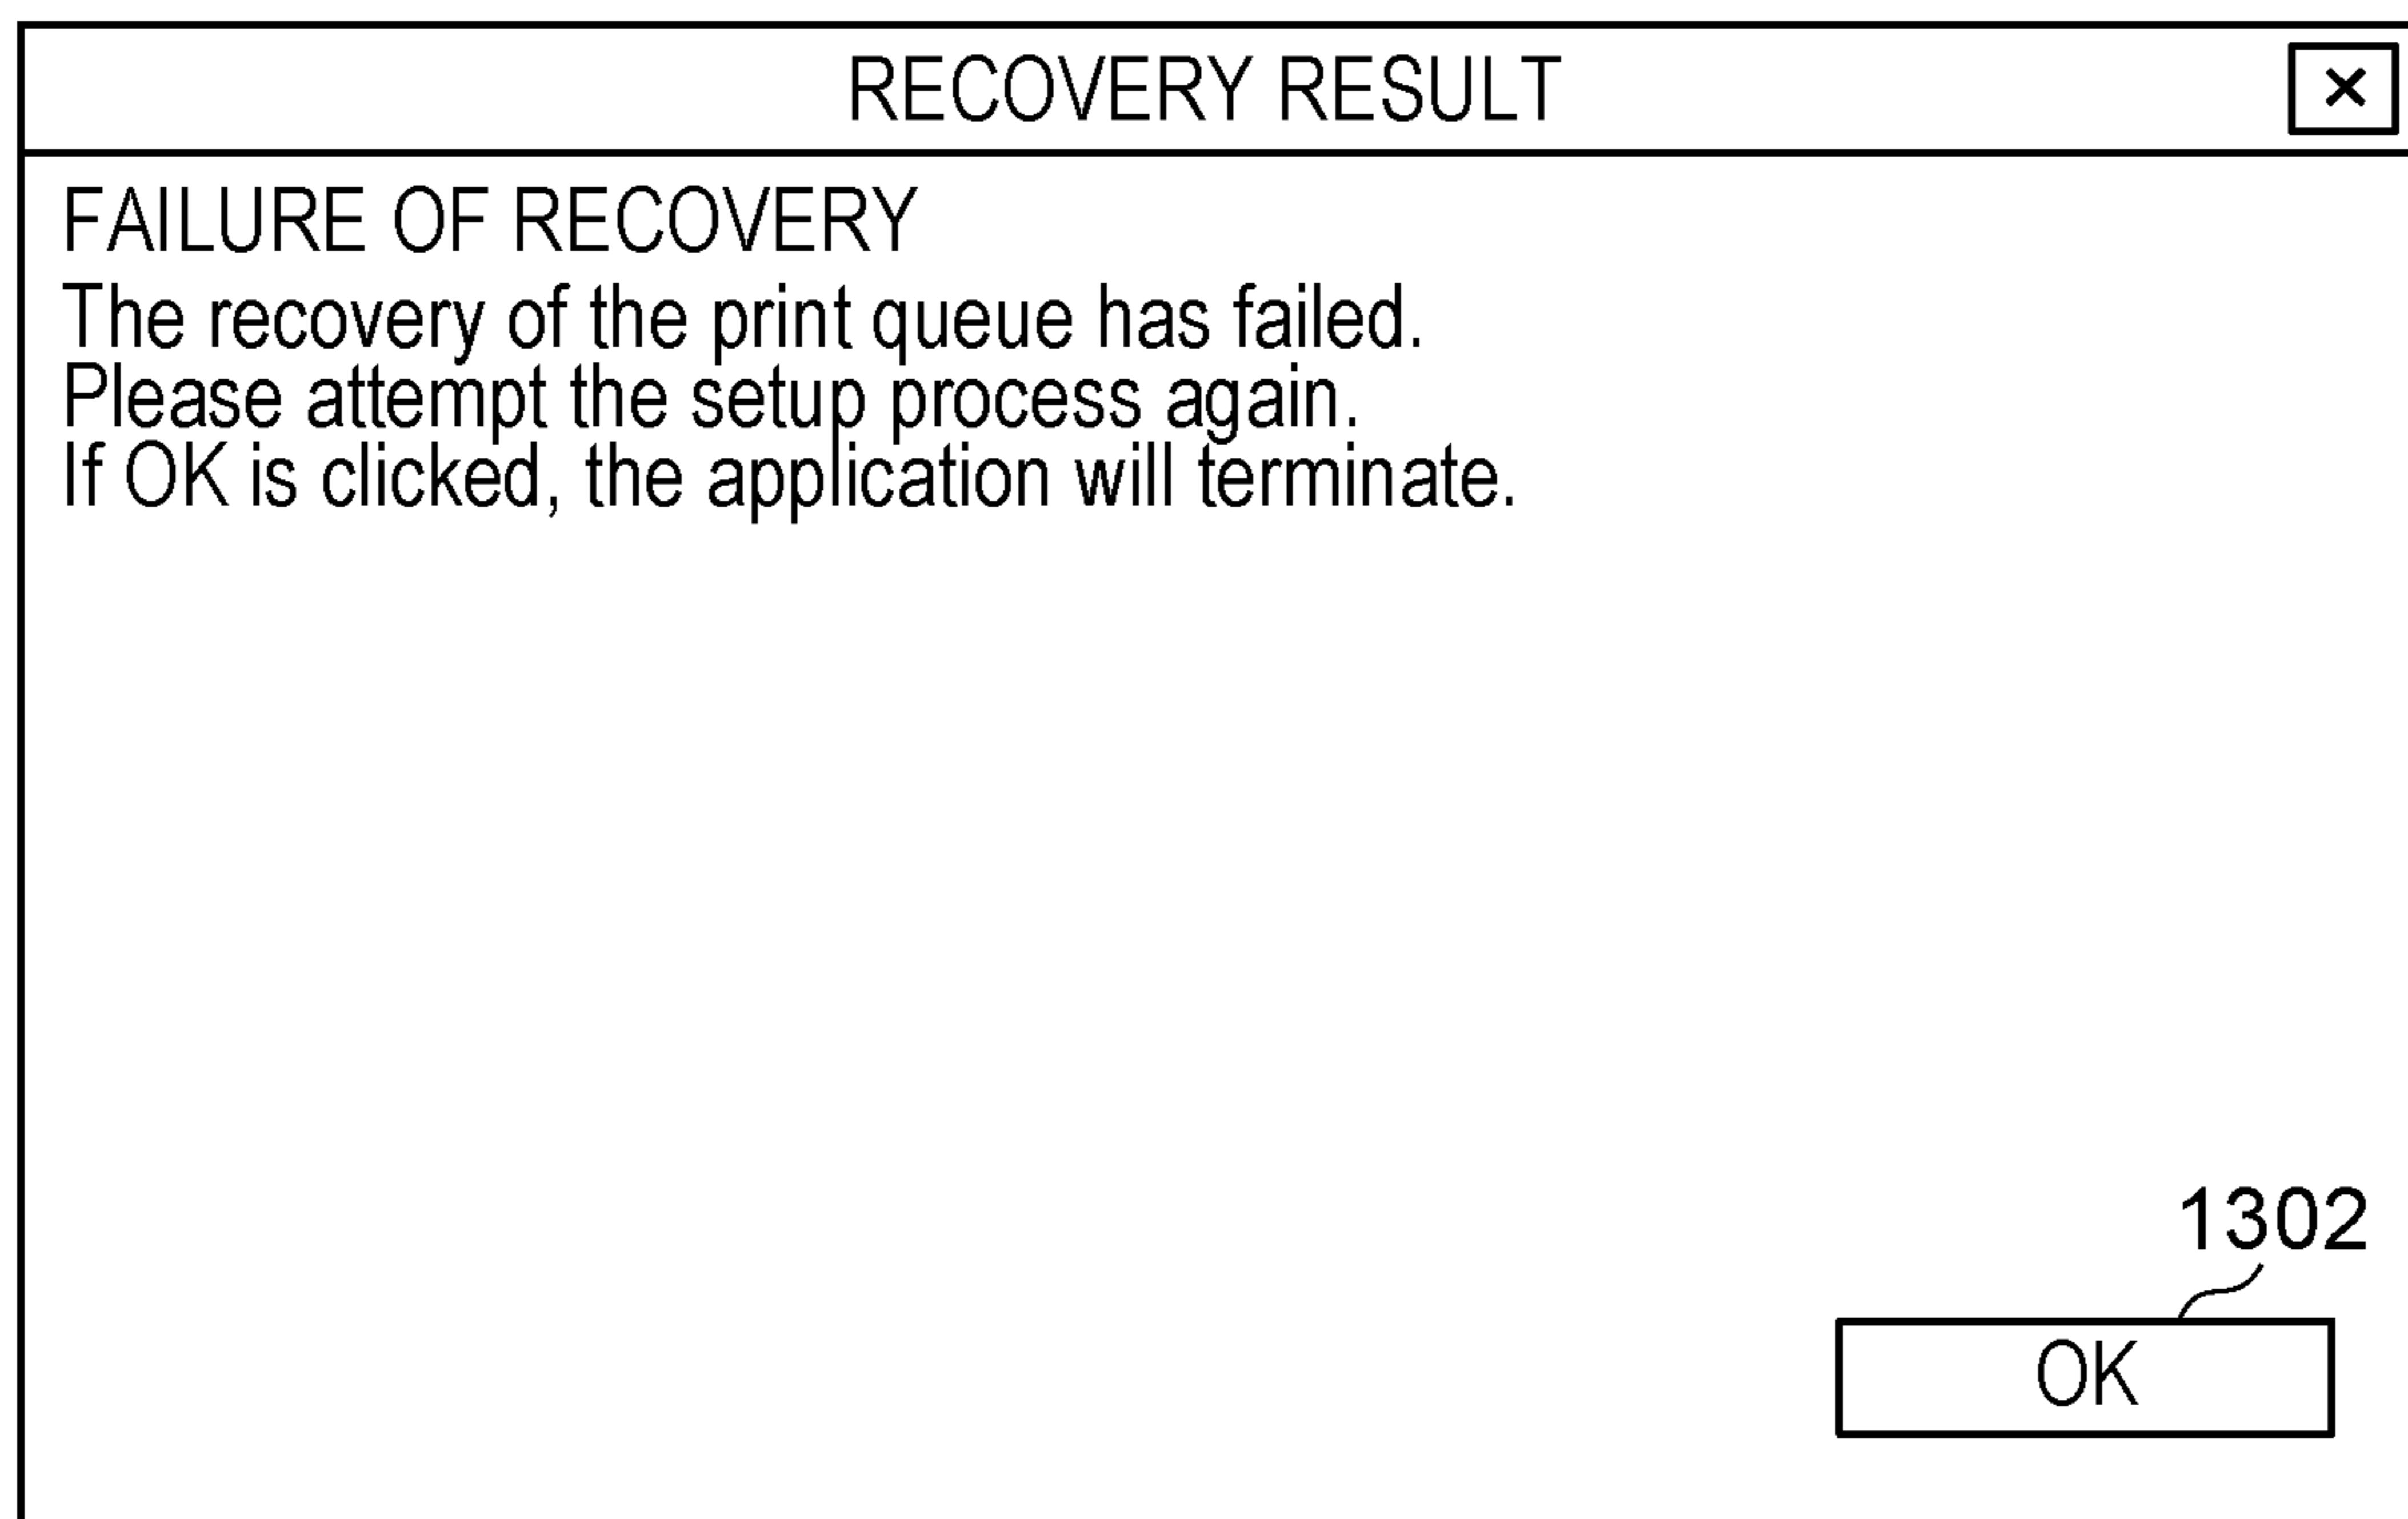 RECOVERY RESULT
FAILURE OF RECOVERY
The recovery of the print queue has failed.
Please attempt the setup process again.
If OK is clicked, the application will terminate.
1302
OK